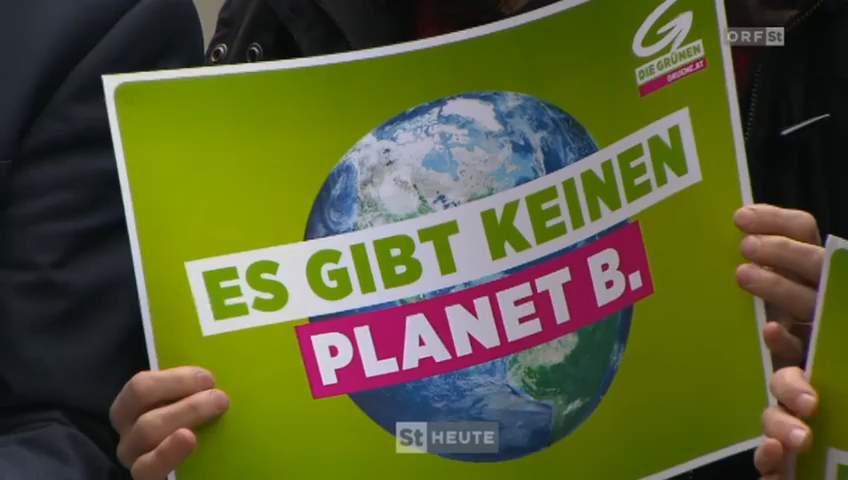 ORF St
G
DIE GRÜNEN
GRUENE.AT
ES GIBT KEINEN
PLANET B.
St HEUTE